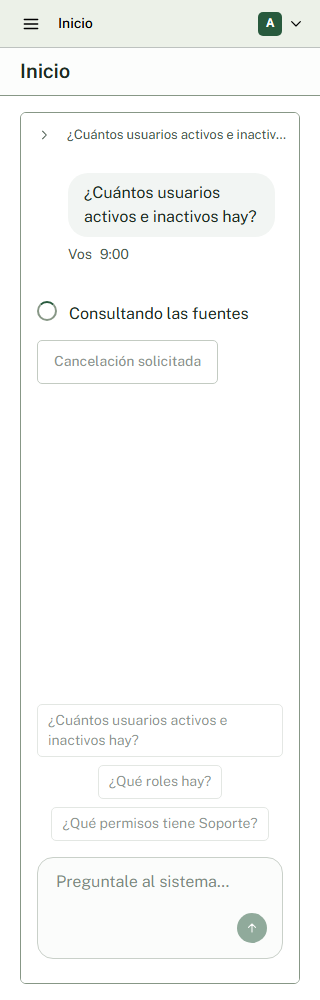 Inicio
A
Inicio
¿Cuántos usuarios activos e inactiv...
¿Cuántos usuarios
activos e inactivos hay?
Vos 9:00
Consultando las fuentes
Cancelación solicitada
¿Cuántos usuarios activos e
inactivos hay?
¿Qué roles hay?
¿Qué permisos tiene Soporte?
Preguntale al sistema...